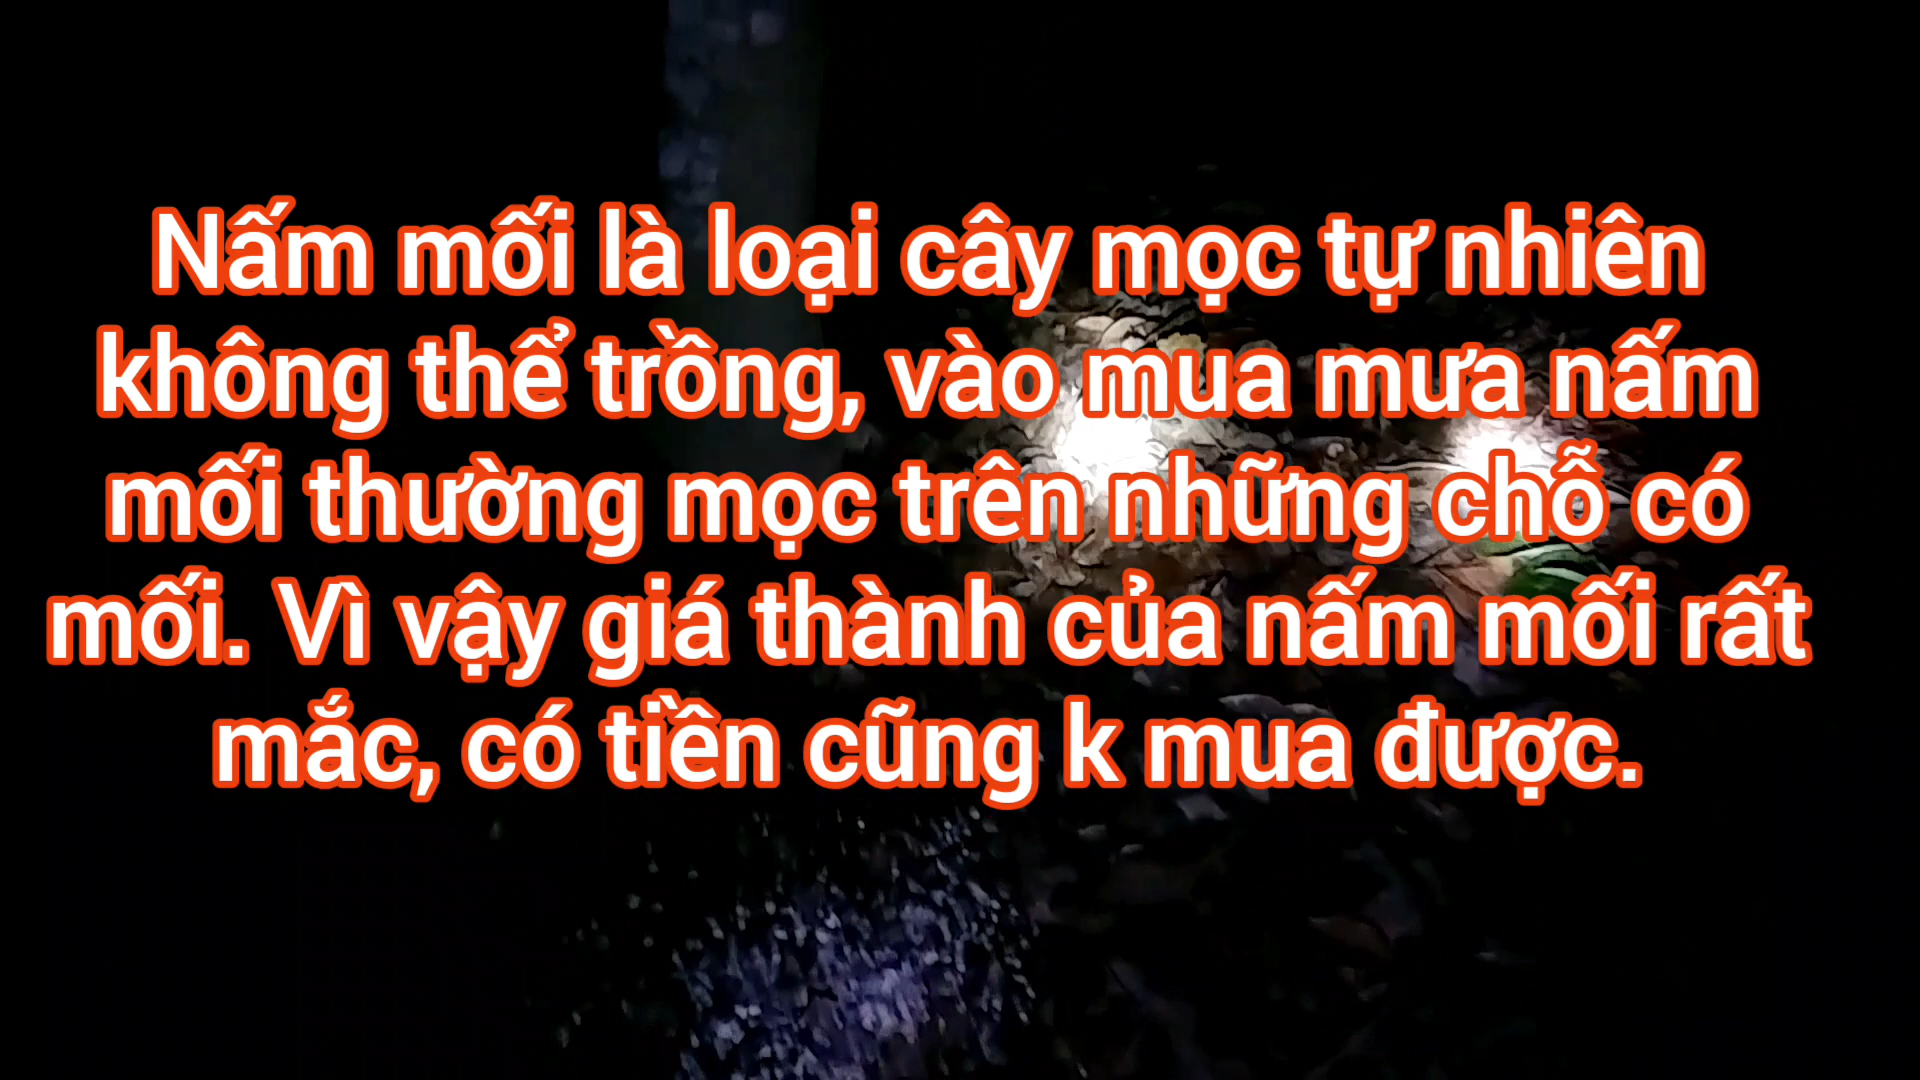 Nấm mối là loại cây mọc tự nhiên
không thể trồng, vào mua mưa nấm
mối thường mọc trên những chỗ có
mối. Vì vậy giá thành của nấm mối rất
mắc, có tiền cũng k mua được.